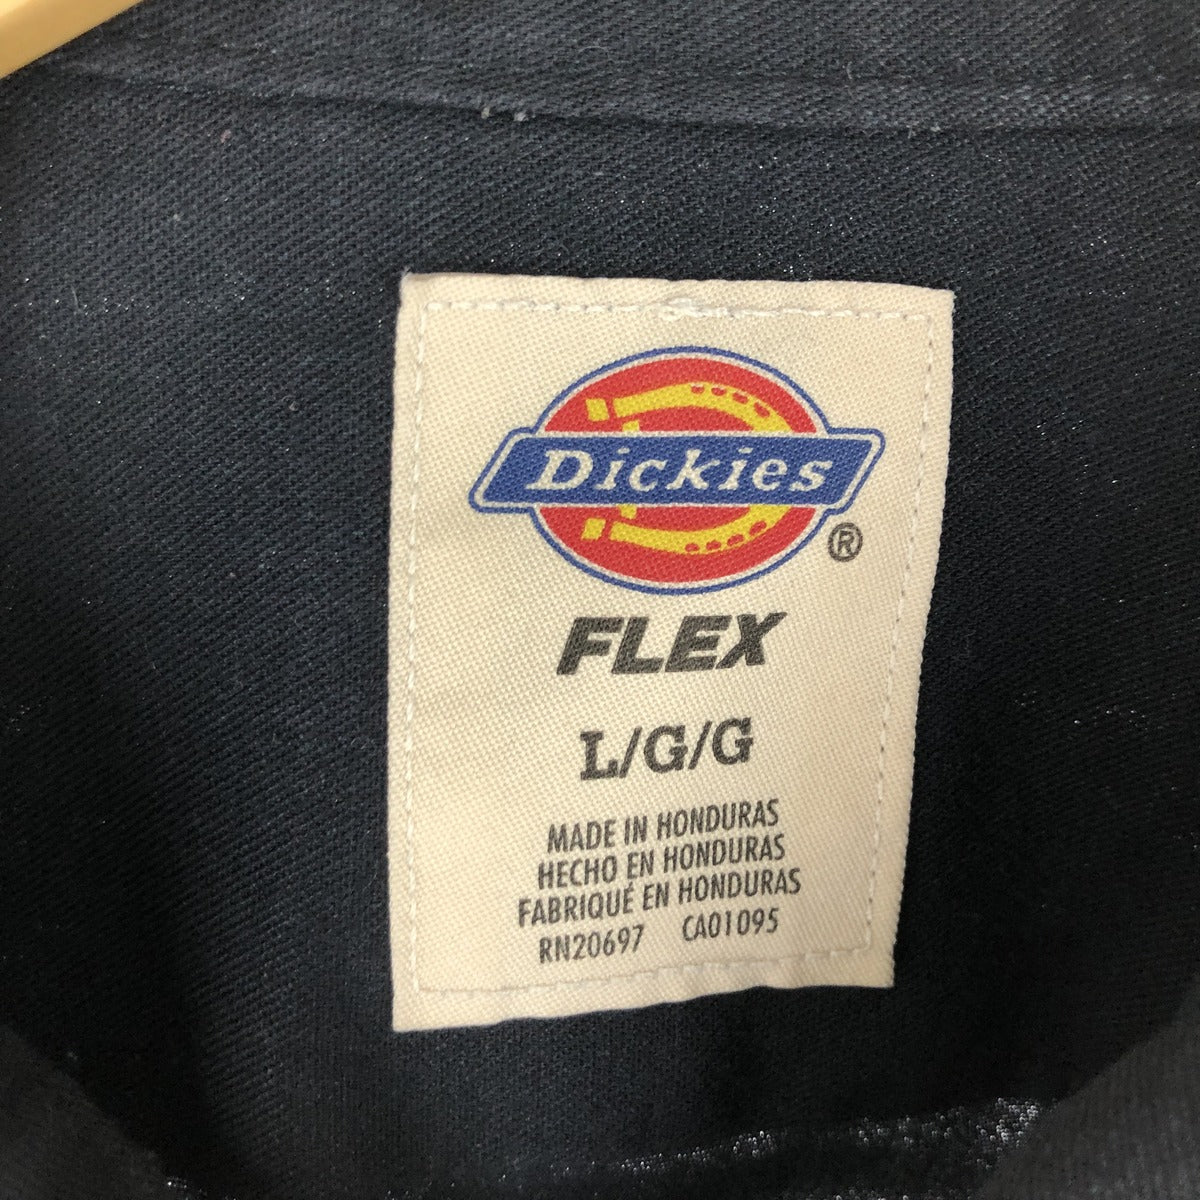 Dickies
®
FLEX
L/G/G
MADE IN HONDURAS
HECHO EN HONDURAS
FABRIQUÉ EN HONDURAS
RN20697 CA01095